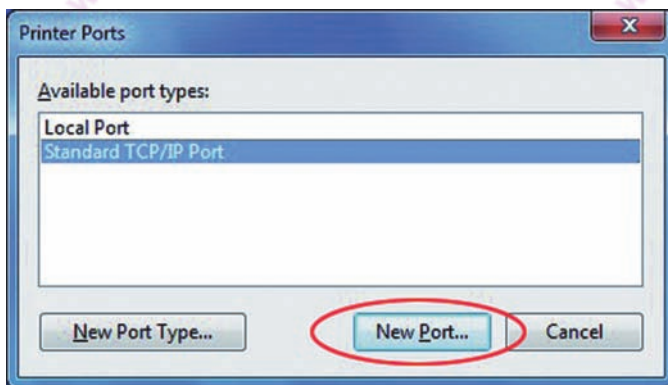 Printer Ports
Available port types:
Local Port
Standard TCP/IP Port
New Port Type...
New Port...
Cancel